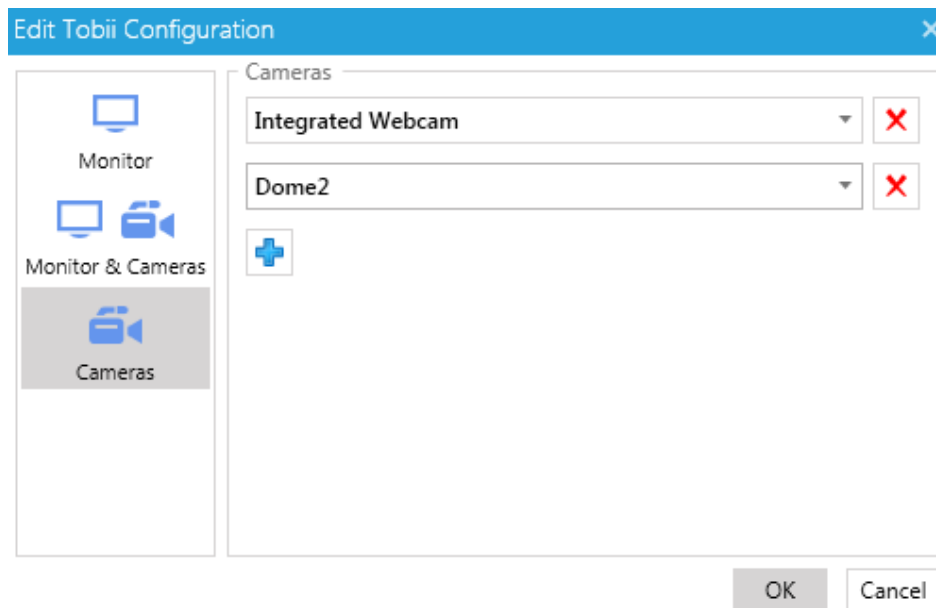 Edit Tobii Configuration
Monitor
Monitor & Cameras
Cameras
Cameras
Integrated Webcam
Dome2
OK
Cancel